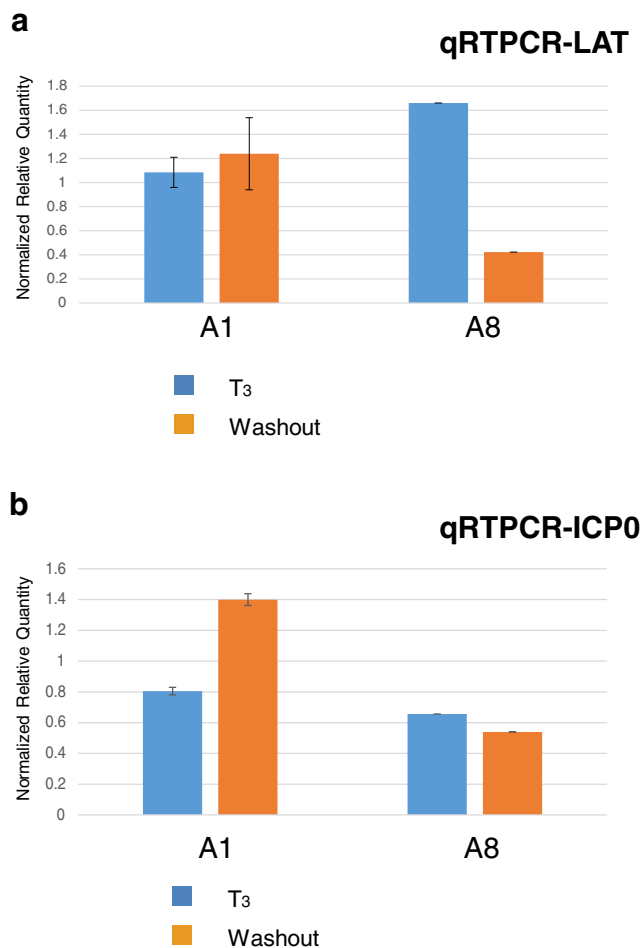 a
qRTPCR-LAT
Normalized Relative Quantity
1.8
1.6
1.4
1.2
1
0.8
0.6
0.4
0.2
0
A1 A8
T3
Washout
b
qRTPCR-ICP0
Normalized Relative Quantity
1.6
1.4
1.2
1
0.8
0.6
0.4
0.2
0
A1 A8
T3
Washout